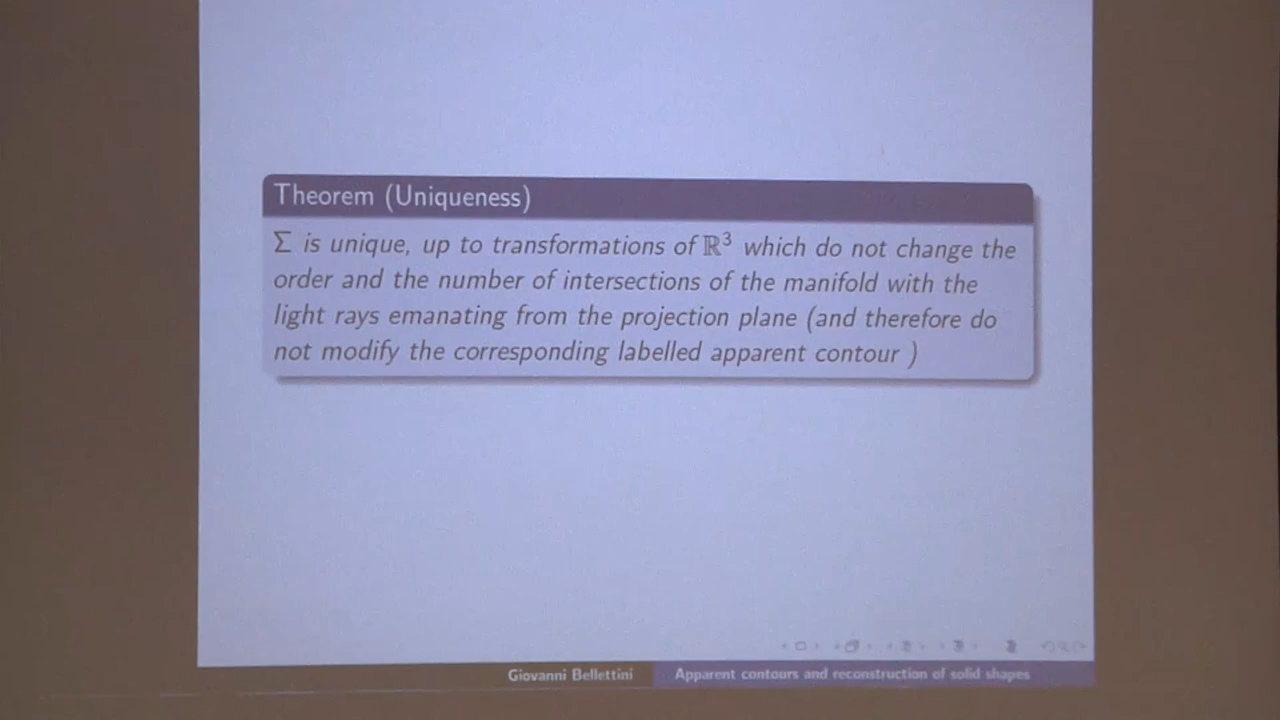 Theorem (Uniqueness)
Σ is unique, up to transformations of ℝ³ which do not change the
order and the number of intersections of the manifold with the
light rays emanating from the projection plane (and therefore do
not modify the corresponding labelled apparent contour )
Giovanni Bellettini
Apparent contours and reconstruction of solid shapes